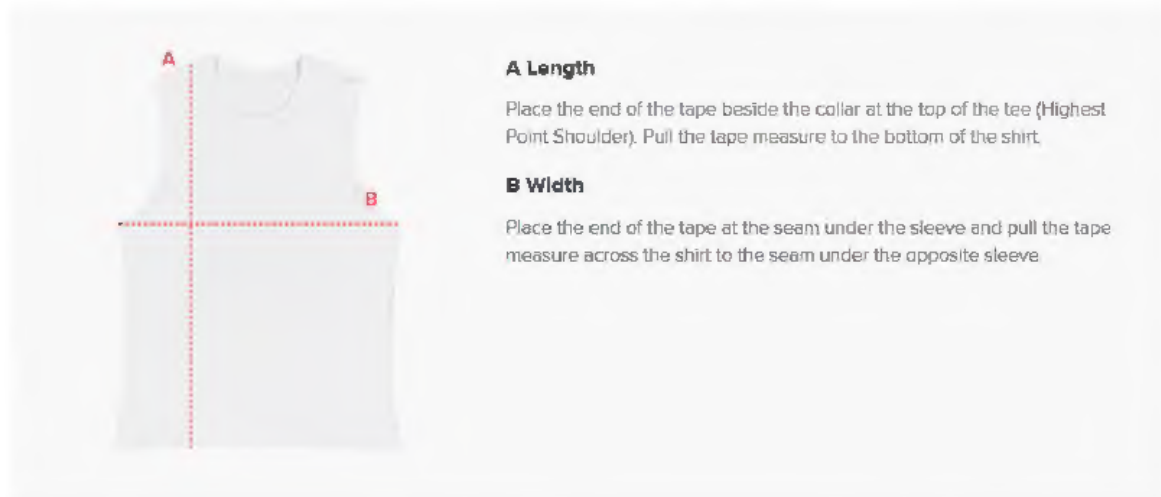 A
B
A Length
Place the end of the tape beside the collar at the top of the tee (Highest
Point Shoulder). Pull the tape measure to the bottom of the shirt
B Width
Place the end of the tape at the seam under the sleeve and pull the tape
measure across the shirt to the seam under the opposite sleeve